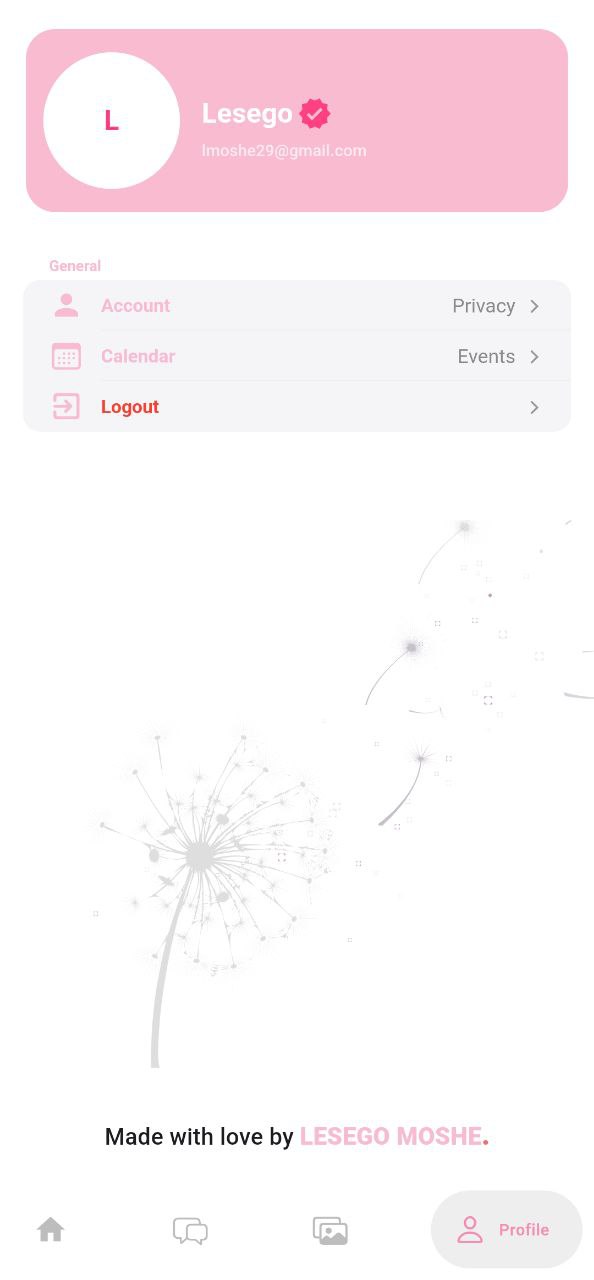 L
Lesego
lmoshe29@gmail.com
General
Account Privacy
Calendar Events
Logout
Made with love by LESEGO MOSHE.
Profile